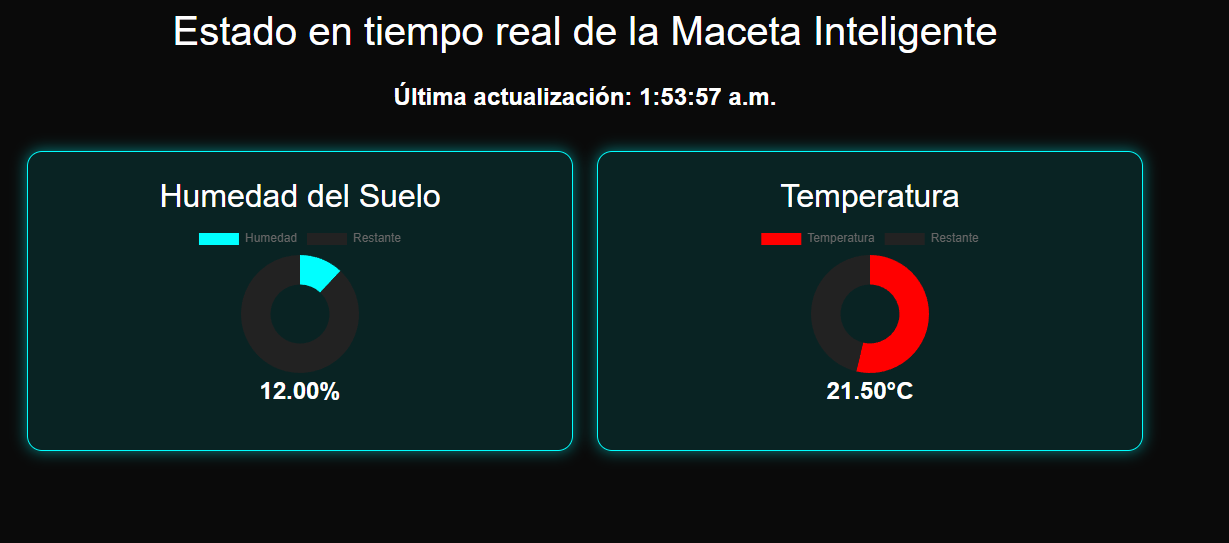 Estado en tiempo real de la Maceta Inteligente
Última actualización: 1:53:57 a.m.
Humedad del Suelo
Humedad Restante
12.00%
Temperatura
Temperatura Restante
21.50°C